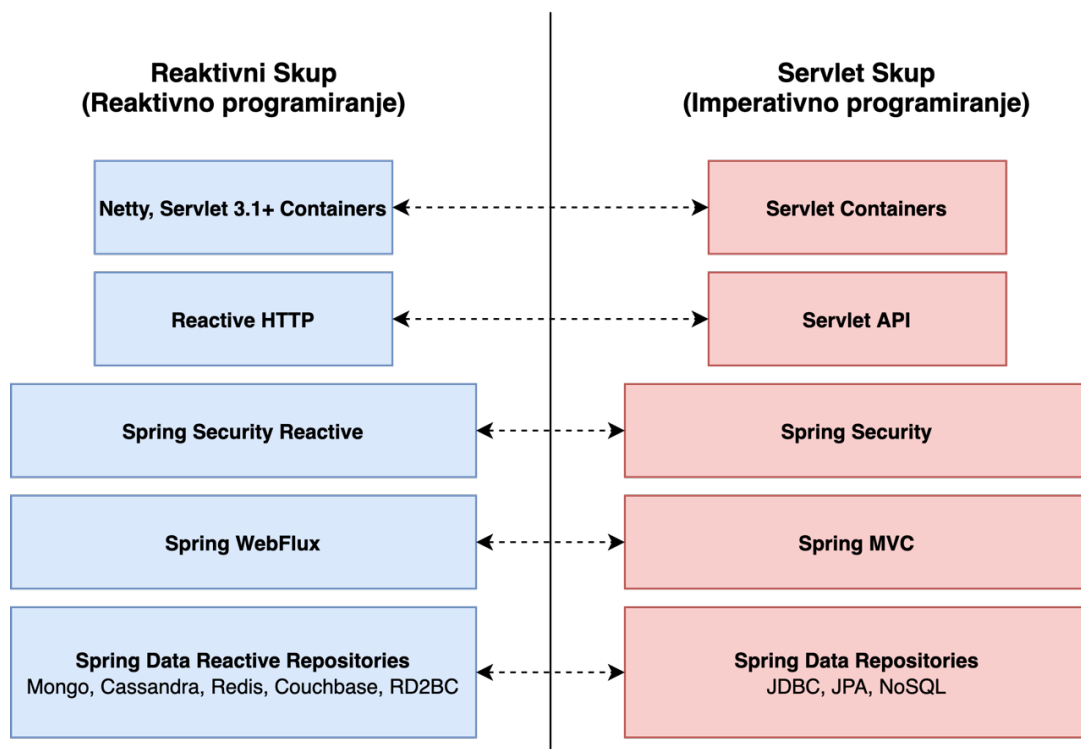 Reaktivni Skup
(Reaktivno programiranje)
Netty, Servlet 3.1+ Containers
Reactive HTTP
Spring Security Reactive
Spring WebFlux
Spring Data Reactive Repositories
Mongo, Cassandra, Redis, Couchbase, RD2BC
Servlet Skup
(Imperativno programiranje)
Servlet Containers
Servlet API
Spring Security
Spring MVC
Spring Data Repositories
JDBC, JPA, NoSQL